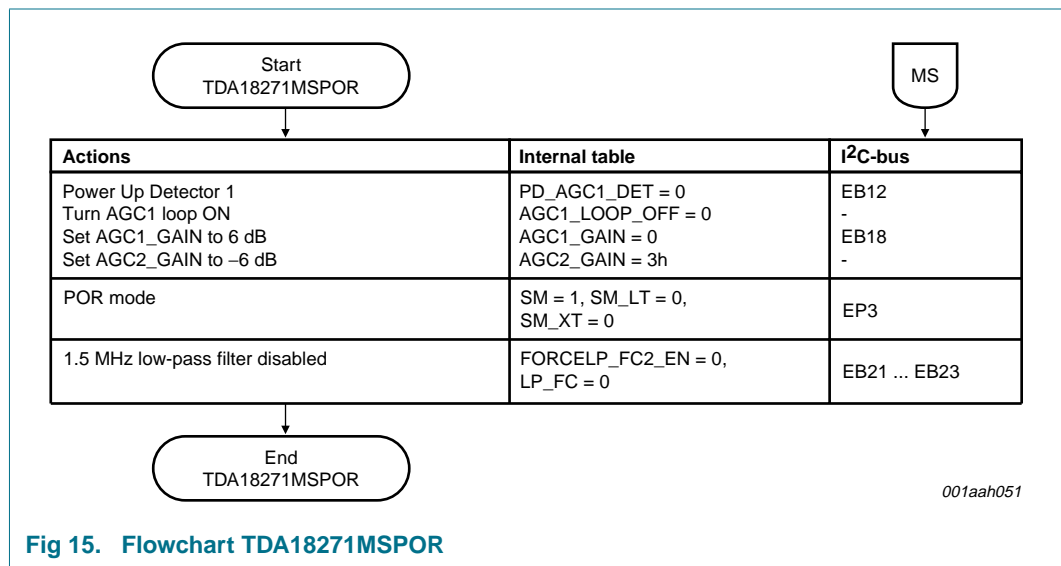 Start
TDA18271MSPOR
MS
Actions Internal table I2C-bus
Power Up Detector 1 PD_AGC1_DET = 0 EB12
Turn AGC1 loop ON AGC1_LOOP_OFF = 0 -
Set AGC1_GAIN to 6 dB AGC1_GAIN = 0 EB18
Set AGC2_GAIN to −6 dB AGC2_GAIN = 3h -
POR mode SM = 1, SM_LT = 0,
SM_XT = 0 EP3
1.5 MHz low-pass filter disabled FORCELP_FC2_EN = 0,
LP_FC = 0 EB21 ... EB23
End
TDA18271MSPOR
001aah051
Fig 15. Flowchart TDA18271MSPOR